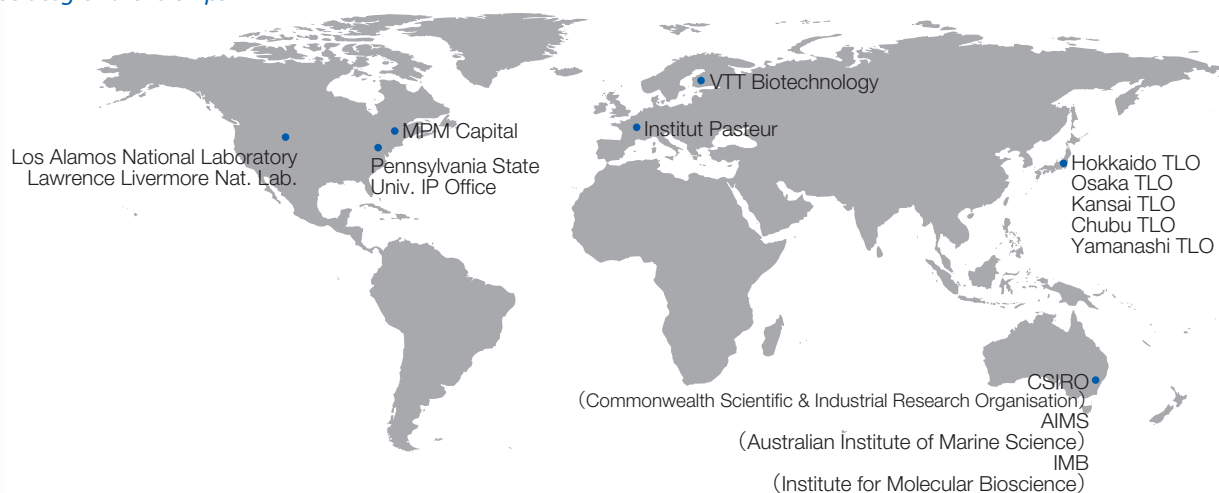 VTT Biotechnology
MPM Capital
Institut Pasteur
Los Alamos National Laboratory
Lawrence Livermore Nat. Lab.
Pennsylvania State
Univ. IP Office
Hokkaido TLO
Osaka TLO
Kansai TLO
Chubu TLO
Yamanashi TLO
CSIRO
（Commonwealth Scientific & Industrial Research Organisation）
AIMS
（Australian Institute of Marine Science）
IMB
（Institute for Molecular Bioscience）